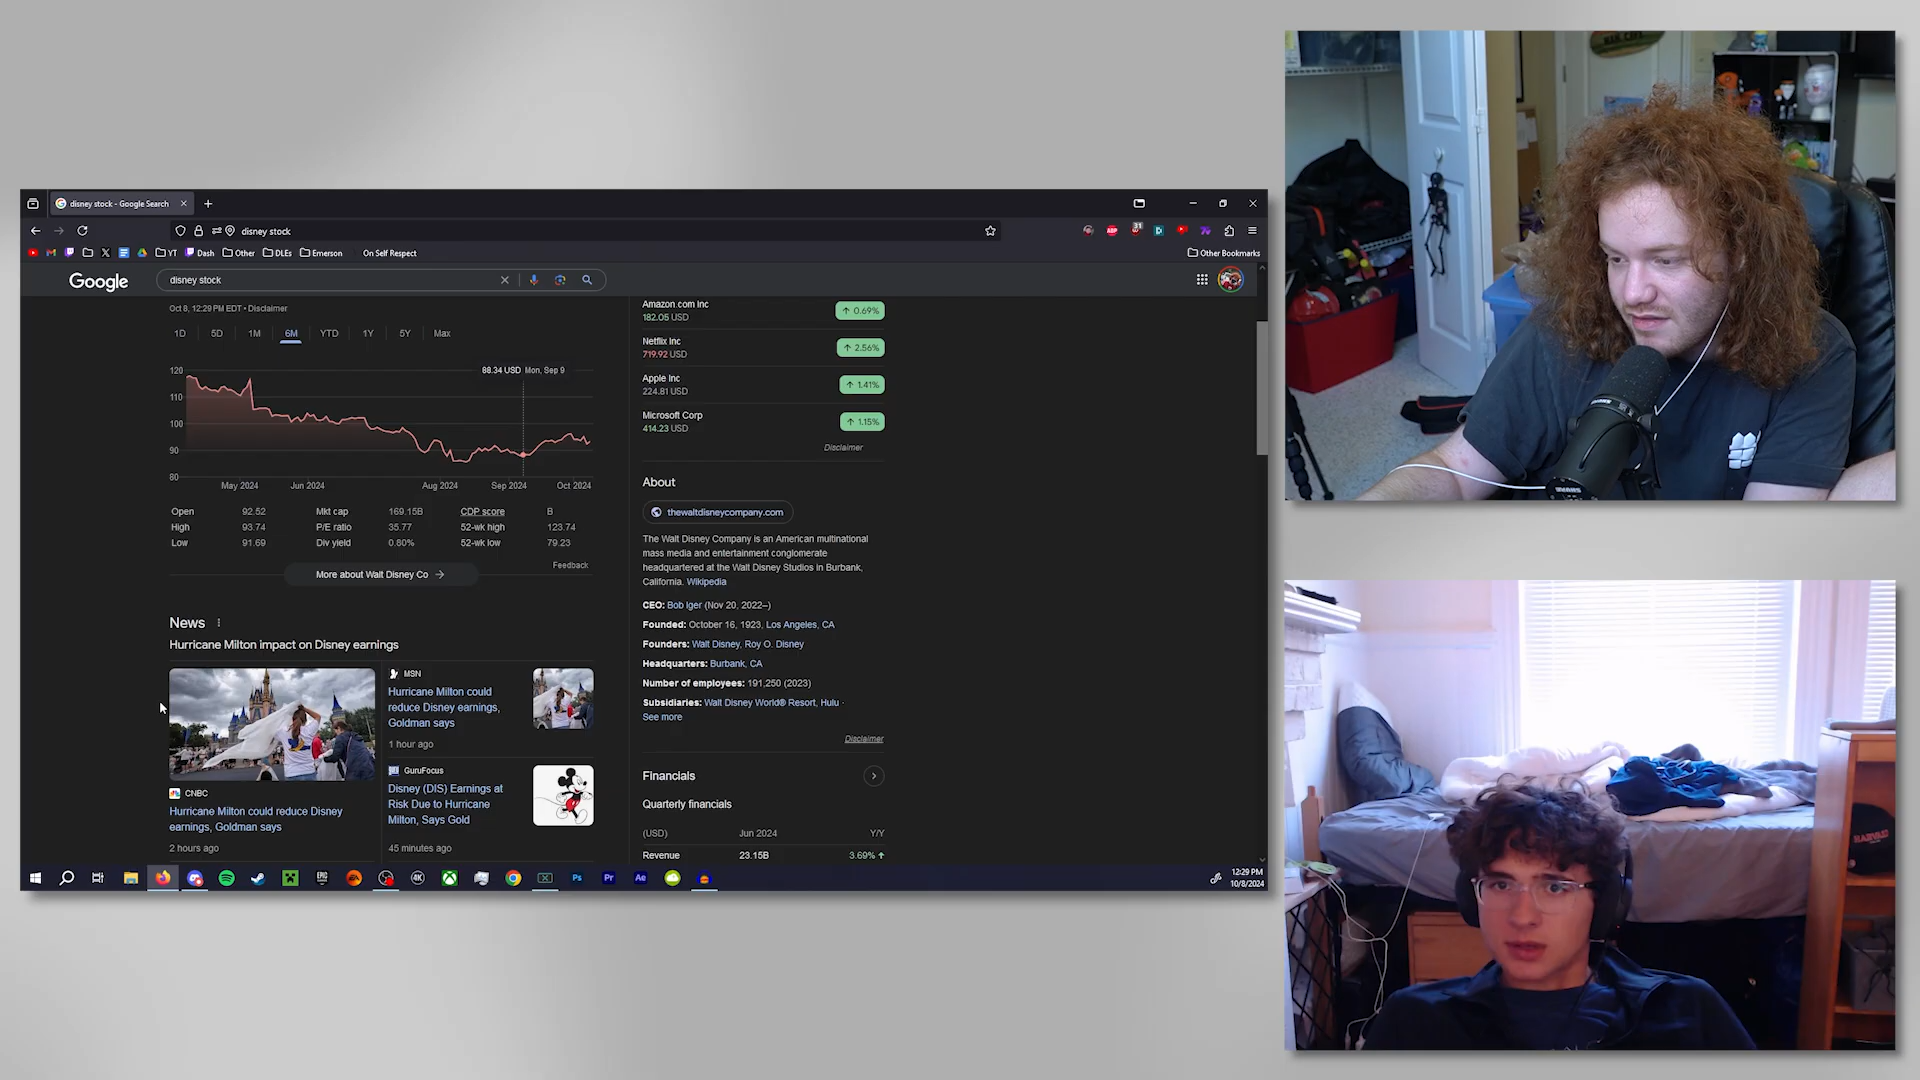 disney stock - Google Search
disney stock
31
YT
Dash
Other
DLEs
Emerson
On Self Respect
Other Bookmarks
Google
disney stock
Oct 8, 12:29 PM EDT • Disclaimer
1D 5D 1M 6M YTD 1Y 5Y Max
88.34 USD Mon, Sep 9
120
110
100
90
80
May 2024 Jun 2024 Aug 2024 Sep 2024 Oct 2024
Open 92.52 Mkt cap 169.15B CDP score B
High 93.74 P/E ratio 35.77 52-wk high 123.74
Low 91.69 Div yield 0.80% 52-wk low 79.23
Feedback
More about Walt Disney Co →
News
Hurricane Milton impact on Disney earnings
CNBC
Hurricane Milton could reduce Disney
earnings, Goldman says
2 hours ago
MSN
Hurricane Milton could
reduce Disney earnings,
Goldman says
1 hour ago
GuruFocus
Disney (DIS) Earnings at
Risk Due to Hurricane
Milton, Says Gold
45 minutes ago
Amazon.com Inc
182.05 USD
↑ 0.69%
Netflix Inc
719.92 USD
↑ 2.56%
Apple Inc
224.81 USD
↑ 1.41%
Microsoft Corp
414.23 USD
↑ 1.15%
Disclaimer
About
thewaltdisneycompany.com
The Walt Disney Company is an American multinational
mass media and entertainment conglomerate
headquartered at the Walt Disney Studios in Burbank,
California. Wikipedia
CEO: Bob Iger (Nov 20, 2022–)
Founded: October 16, 1923, Los Angeles, CA
Founders: Walt Disney, Roy O. Disney
Headquarters: Burbank, CA
Number of employees: 191,250 (2023)
Subsidiaries: Walt Disney World® Resort, Hulu ·
See more
Disclaimer
Financials
Quarterly financials
(USD) Jun 2024 Y/Y
Revenue 23.15B 3.69% ↑
EPIC
4K
Ps
Pr
Ae
12:29 PM
10/8/2024
SHURE
HARVARD